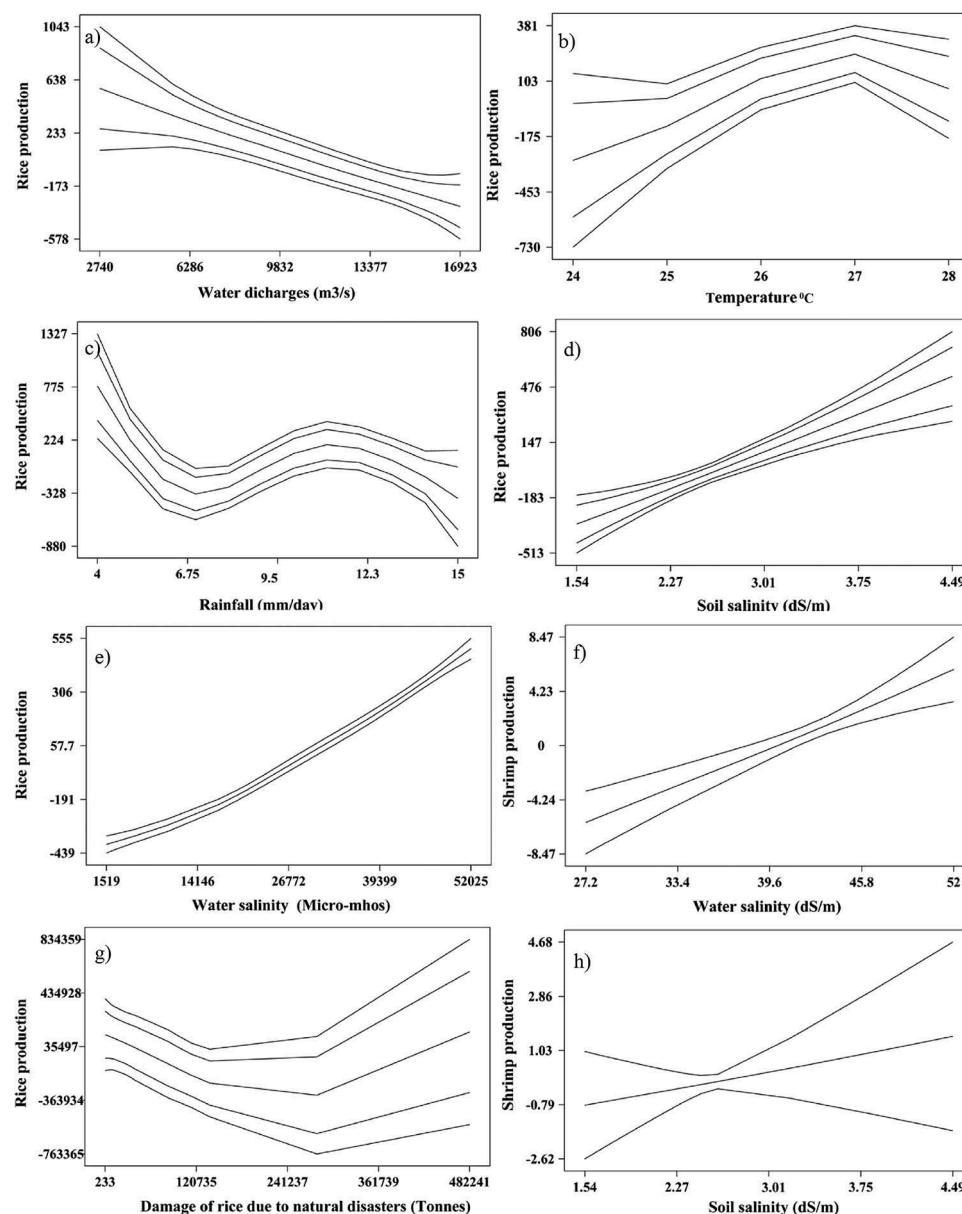 a)
Rice production
1043
638
233
-173
-578
2740 6286 9832 13377 16923
Water dicharges (m3/s)
b)
Rice production
381
103
-175
-453
-730
24 25 26 27 28
Temperature ⁰C
c)
Rice production
1327
775
224
-328
-880
4 6.75 9.5 12.3 15
Rainfall (mm/day)
d)
Rice production
806
476
147
-183
-513
1.54 2.27 3.01 3.75 4.49
Soil salinity (dS/m)
e)
Rice production
555
306
57.7
-191
-439
1519 14146 26772 39399 52025
Water salinity (Micro-mhos)
f)
Shrimp production
8.47
4.23
0
-4.24
-8.47
27.2 33.4 39.6 45.8 52
Water salinity (dS/m)
g)
Rice production
834359
434928
35497
-363934
-763365
233 120735 241237 361739 482241
Damage of rice due to natural disasters (Tonnes)
h)
Shrimp production
4.68
2.86
1.03
-0.79
-2.62
1.54 2.27 3.01 3.75 4.49
Soil salinity (dS/m)